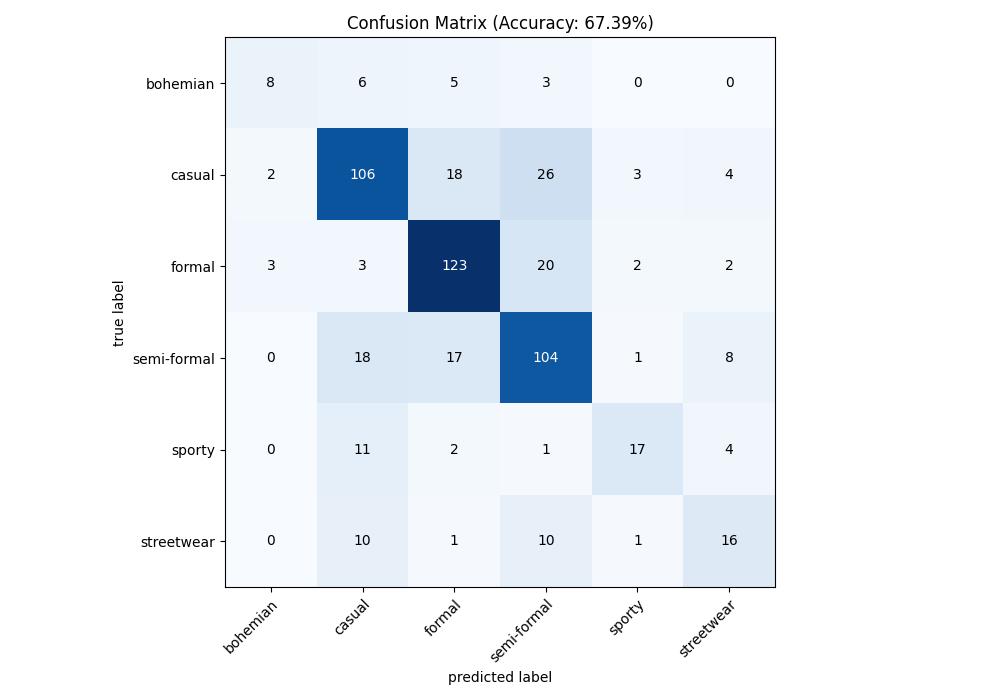 Confusion Matrix (Accuracy: 67.39%)
bohemian 8 6 5 3 0 0
casual 2 106 18 26 3 4
formal 3 3 123 20 2 2
semi-formal 0 18 17 104 1 8
sporty 0 11 2 1 17 4
streetwear 0 10 1 10 1 16
true label
bohemian casual formal semi-formal sporty streetwear
predicted label